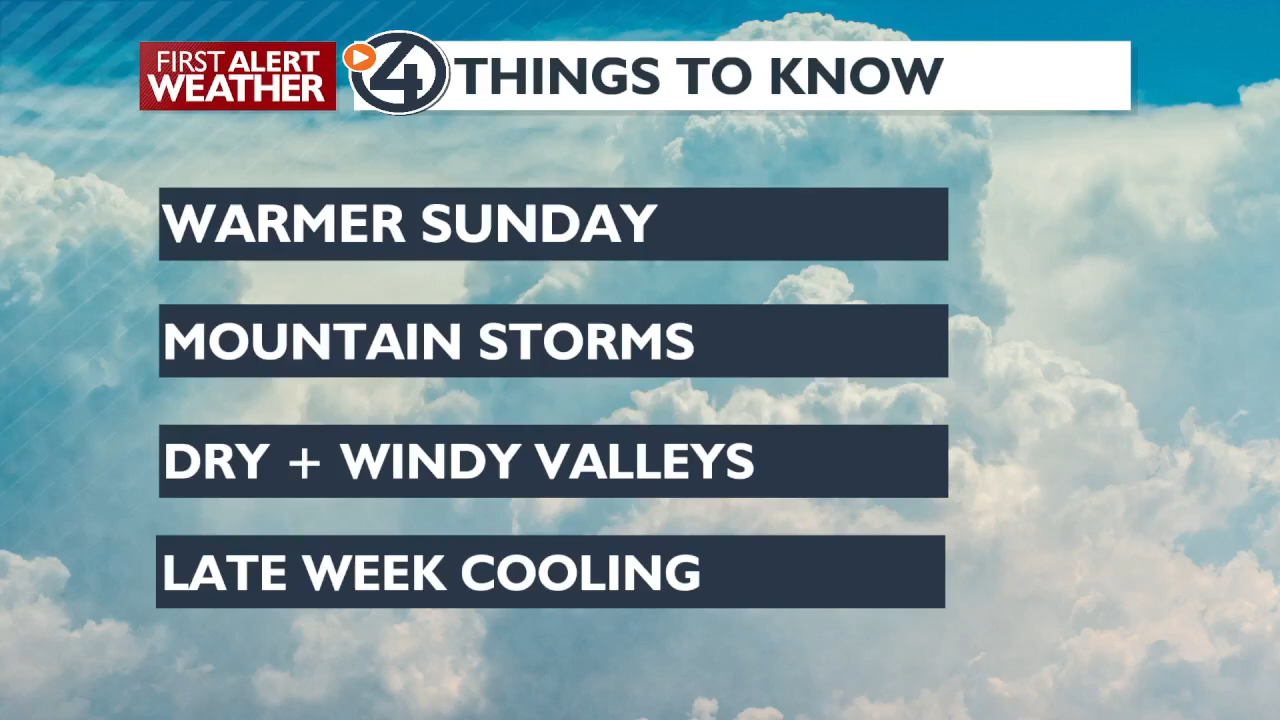 FIRST ALERT
WEATHER
4 THINGS TO KNOW
WARMER SUNDAY
MOUNTAIN STORMS
DRY + WINDY VALLEYS
LATE WEEK COOLING